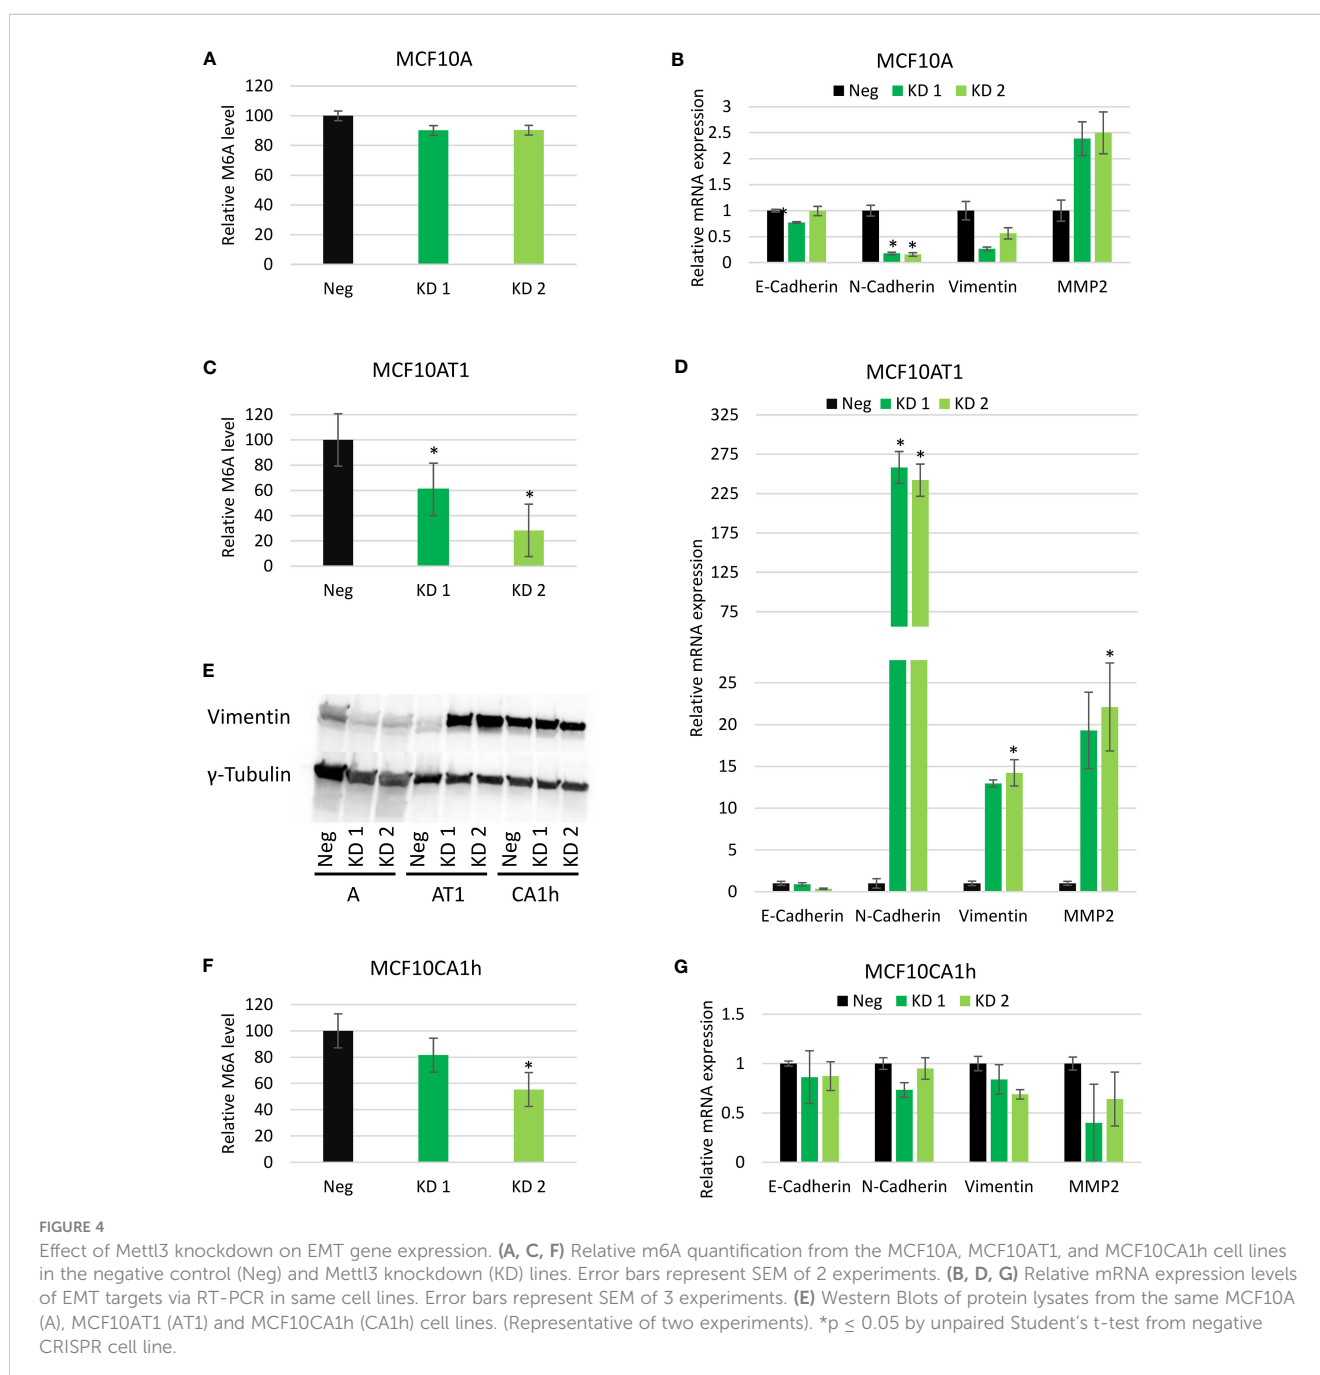 A
MCF10A
Relative M6A level
120
100
80
60
40
20
0
Neg
KD 1
KD 2
B
MCF10A
Neg KD 1 KD 2
Relative mRNA expression
3
2.5
2
1.5
1
0.5
0
*
*
*
E-Cadherin
N-Cadherin
Vimentin
MMP2
C
MCF10AT1
Relative M6A level
120
100
80
60
40
20
0
*
*
Neg
KD 1
KD 2
D
MCF10AT1
Neg KD 1 KD 2
Relative mRNA expression
325
275
225
175
125
75
25
20
15
10
5
0
*
*
*
*
E-Cadherin
N-Cadherin
Vimentin
MMP2
E
Vimentin
γ-Tubulin
Neg
KD 1
KD 2
Neg
KD 1
KD 2
Neg
KD 1
KD 2
A
AT1
CA1h
F
MCF10CA1h
Relative M6A level
120
100
80
60
40
20
0
*
Neg
KD 1
KD 2
G
MCF10CA1h
Neg KD 1 KD 2
Relative mRNA expression
1.5
1
0.5
0
E-Cadherin
N-Cadherin
Vimentin
MMP2
FIGURE 4
Effect of Mettl3 knockdown on EMT gene expression. (A, C, F) Relative m6A quantification from the MCF10A, MCF10AT1, and MCF10CA1h cell lines
in the negative control (Neg) and Mettl3 knockdown (KD) lines. Error bars represent SEM of 2 experiments. (B, D, G) Relative mRNA expression levels
of EMT targets via RT-PCR in same cell lines. Error bars represent SEM of 3 experiments. (E) Western Blots of protein lysates from the same MCF10A
(A), MCF10AT1 (AT1) and MCF10CA1h (CA1h) cell lines. (Representative of two experiments). *p ≤ 0.05 by unpaired Student's t-test from negative
CRISPR cell line.